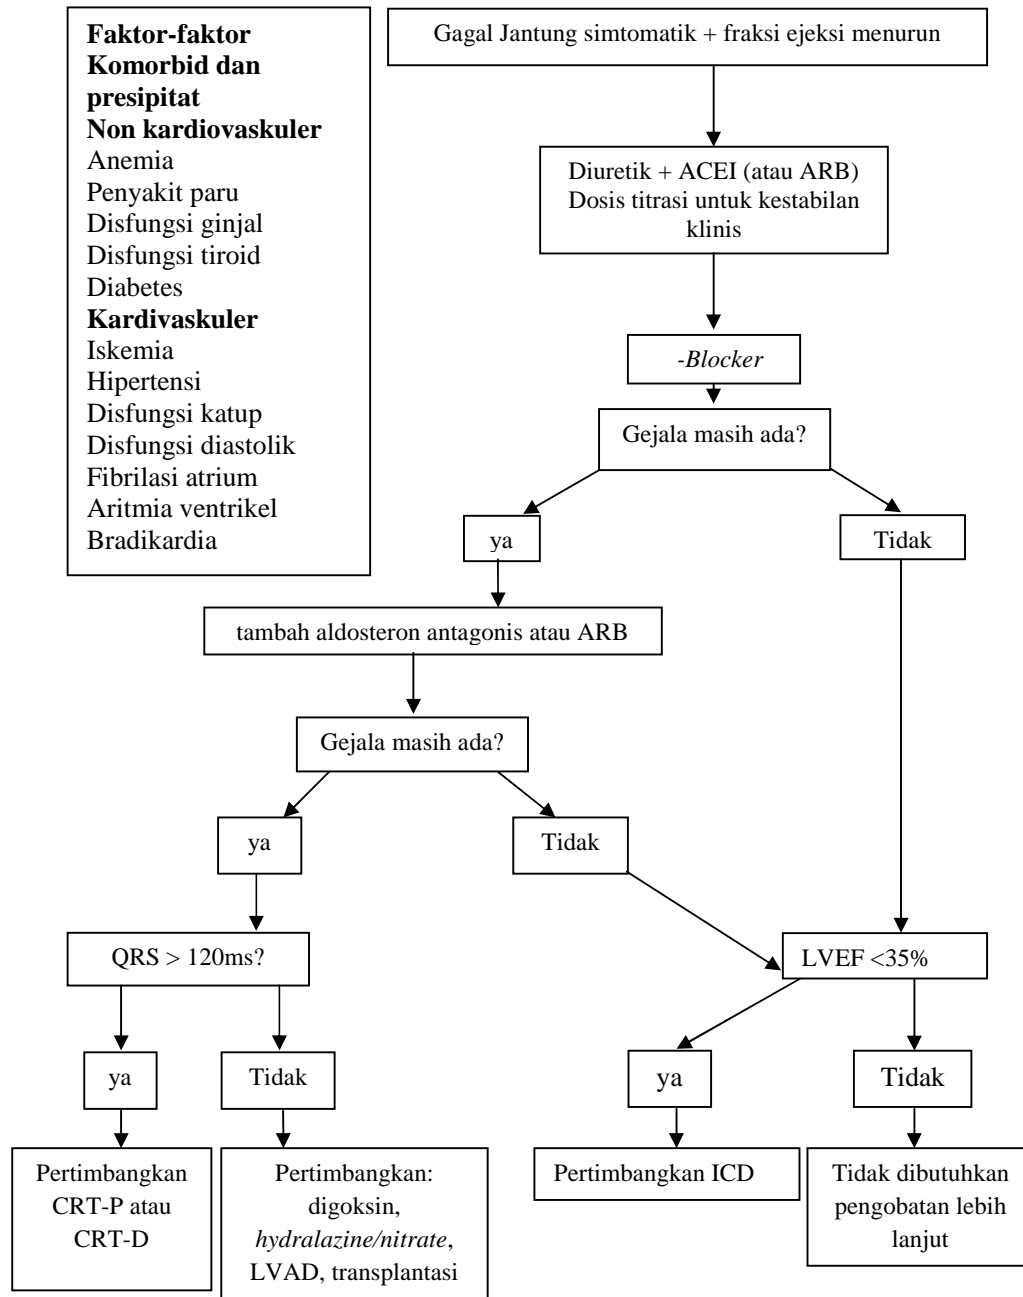 Faktor-faktor
Komorbid dan
presipitat
Non kardiovaskuler
Anemia
Penyakit paru
Disfungsi ginjal
Disfungsi tiroid
Diabetes
Kardivaskuler
Iskemia
Hipertensi
Disfungsi katup
Disfungsi diastolik
Fibrilasi atrium
Aritmia ventrikel
Bradikardia
Gagal Jantung simtomatik + fraksi ejeksi menurun
Diuretik + ACEI (atau ARB)
Dosis titrasi untuk kestabilan
klinis
-Blocker
Gejala masih ada?
ya
Tidak
tambah aldosteron antagonis atau ARB
Gejala masih ada?
ya
Tidak
QRS > 120ms?
LVEF <35%
ya
Tidak
ya
Tidak
Pertimbangkan
CRT-P atau
CRT-D
Pertimbangkan:
digoksin,
hydralazine/nitrate,
LVAD, transplantasi
Pertimbangkan ICD
Tidak dibutuhkan
pengobatan lebih
lanjut